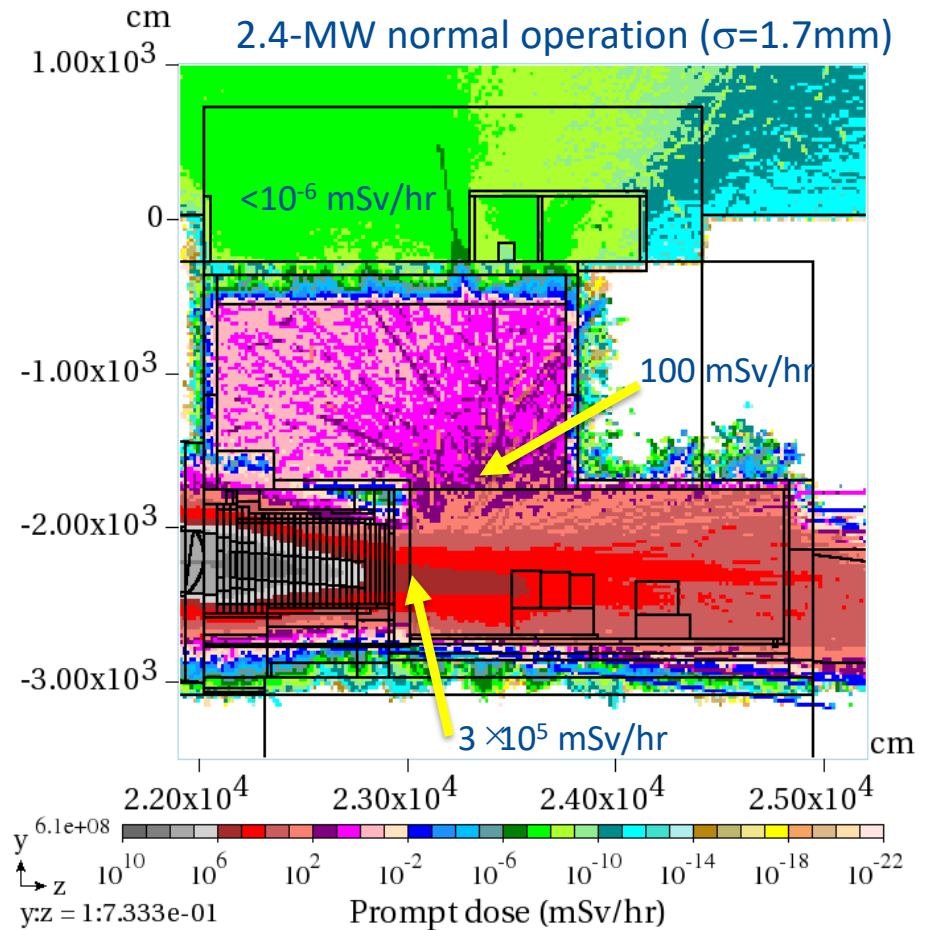 cm
2.4-MW normal operation (σ=1.7mm)
1.00x10³
<10⁻⁶ mSv/hr
0
-1.00x10³
100 mSv/hr
-2.00x10³
-3.00x10³
3 ×10⁵ mSv/hr
cm
2.20x10⁴ 2.30x10⁴ 2.40x10⁴ 2.50x10⁴
6.1e+08
10¹⁰ 10⁶ 10² 10⁻² 10⁻⁶ 10⁻¹⁰ 10⁻¹⁴ 10⁻¹⁸ 10⁻²²
y
z
y:z = 1:7.333e-01
Prompt dose (mSv/hr)